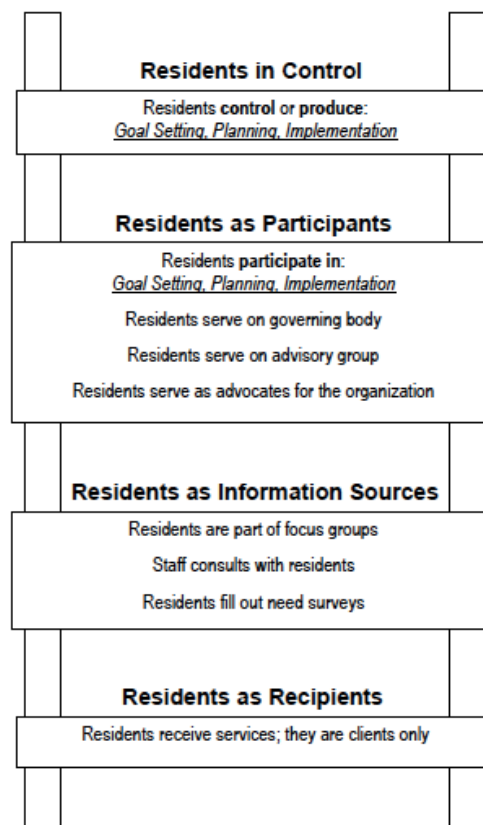 Residents in Control
Residents control or produce:
Goal Setting, Planning, Implementation
Residents as Participants
Residents participate in:
Goal Setting, Planning, Implementation
Residents serve on governing body
Residents serve on advisory group
Residents serve as advocates for the organization
Residents as Information Sources
Residents are part of focus groups
Staff consults with residents
Residents fill out need surveys
Residents as Recipients
Residents receive services; they are clients only